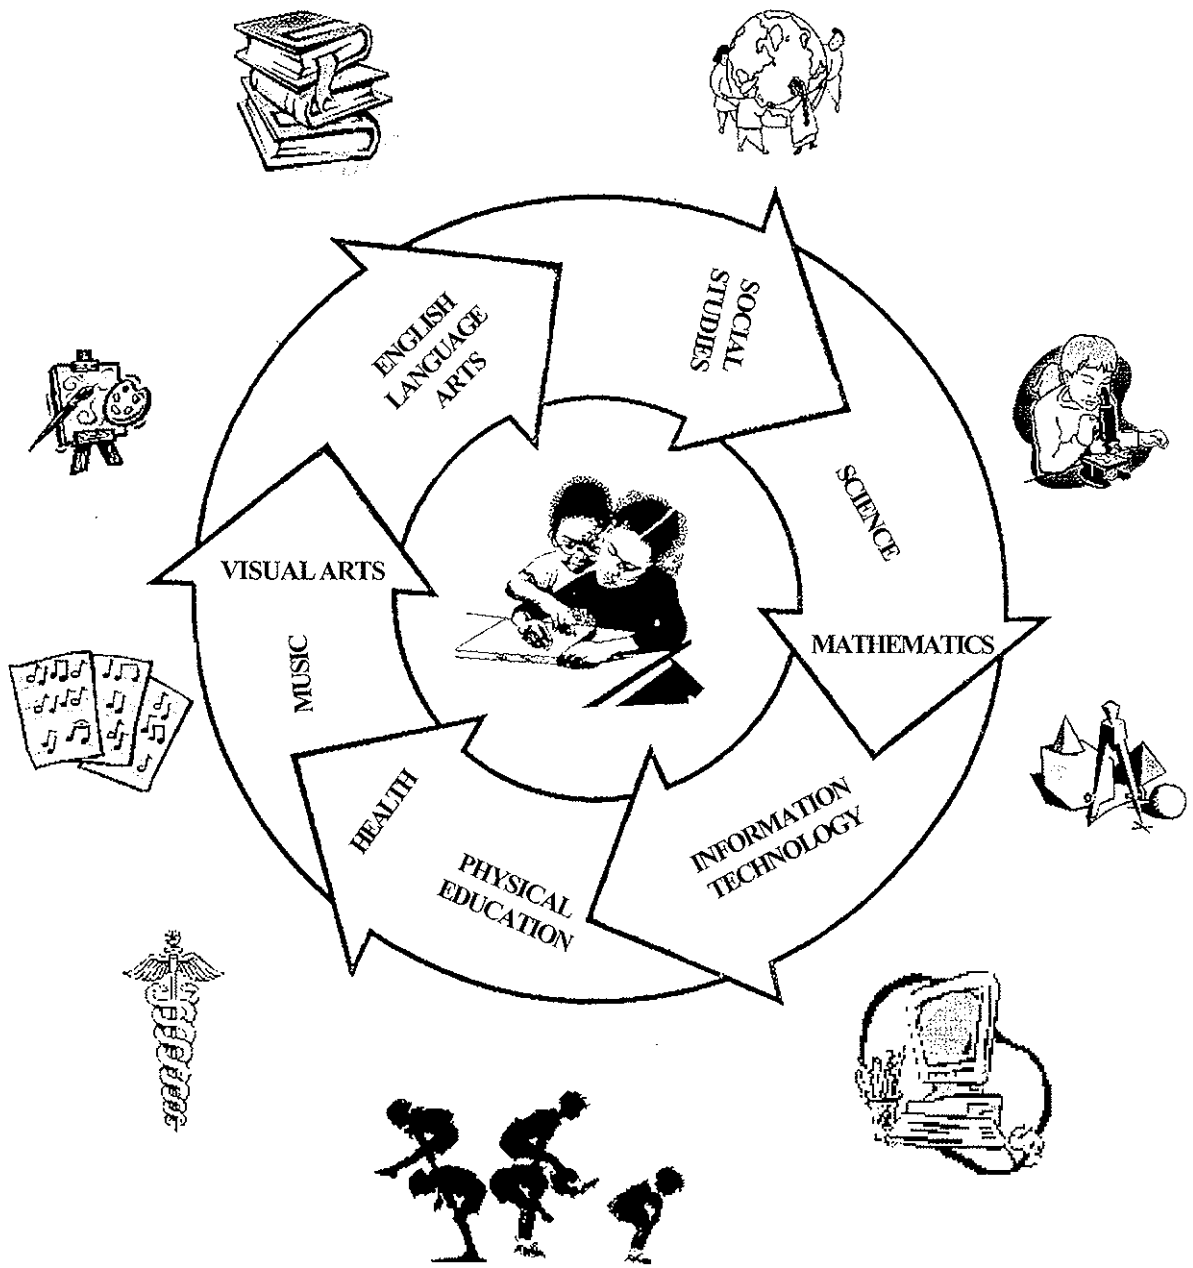 ENGLISH
LANGUAGE
ARTS
SOCIAL
STUDIES
SCIENCE
MATHEMATICS
INFORMATION
TECHNOLOGY
PHYSICAL
EDUCATION
HEALTH
MUSIC
VISUAL ARTS